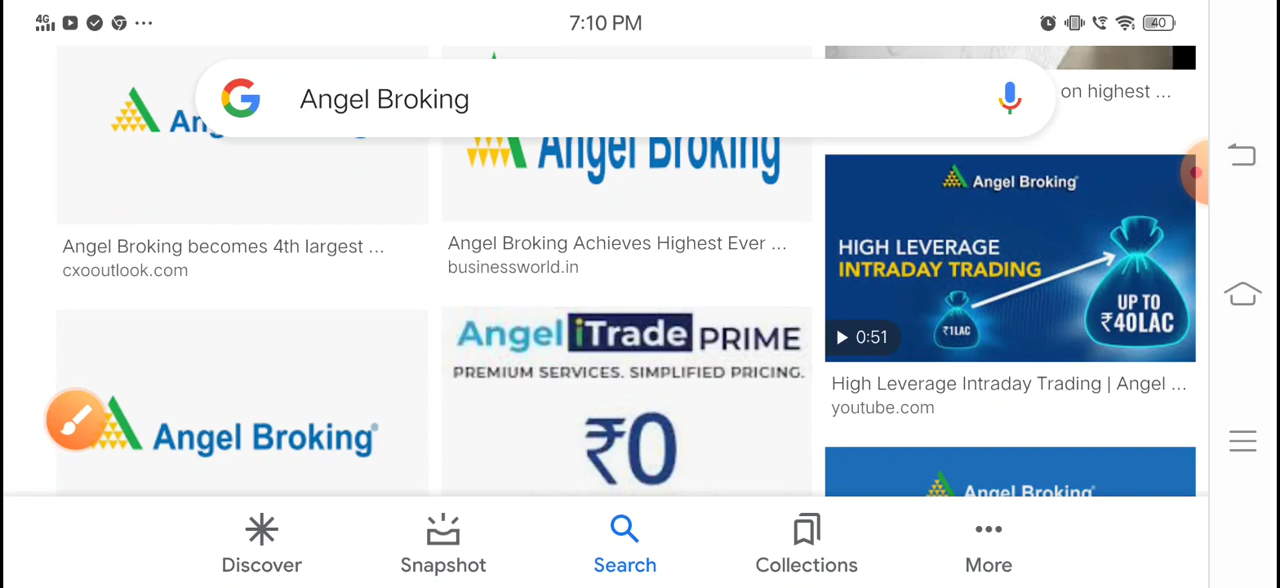 4G
7:10 PM
40
Angel Broking
on highest ...
Angel Broking
Angel Broking
Angel Broking becomes 4th largest ...
cxooutlook.com
Angel Broking Achieves Highest Ever ...
businessworld.in
HIGH LEVERAGE
INTRADAY TRADING
₹1LAC
UP TO
₹40LAC
0:51
High Leverage Intraday Trading | Angel ...
youtube.com
Angel Broking
Angel iTrade PRIME
PREMIUM SERVICES. SIMPLIFIED PRICING.
₹0
Angel Broking
Discover
Snapshot
Search
Collections
More